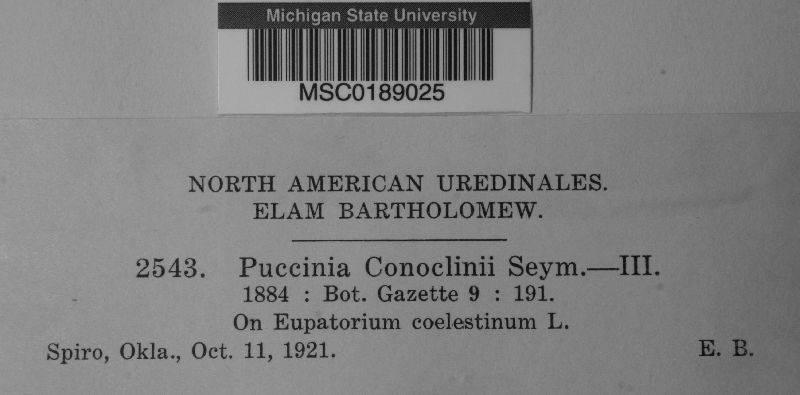 Michigan State University
MSC0189025
NORTH AMERICAN UREDINALES.
ELAM BARTHOLOMEW.
2543. Puccinia Conoclinii Seym.—III.
1884 : Bot. Gazette 9 : 191.
On Eupatorium coelestinum L.
Spiro, Okla., Oct. 11, 1921. E. B.